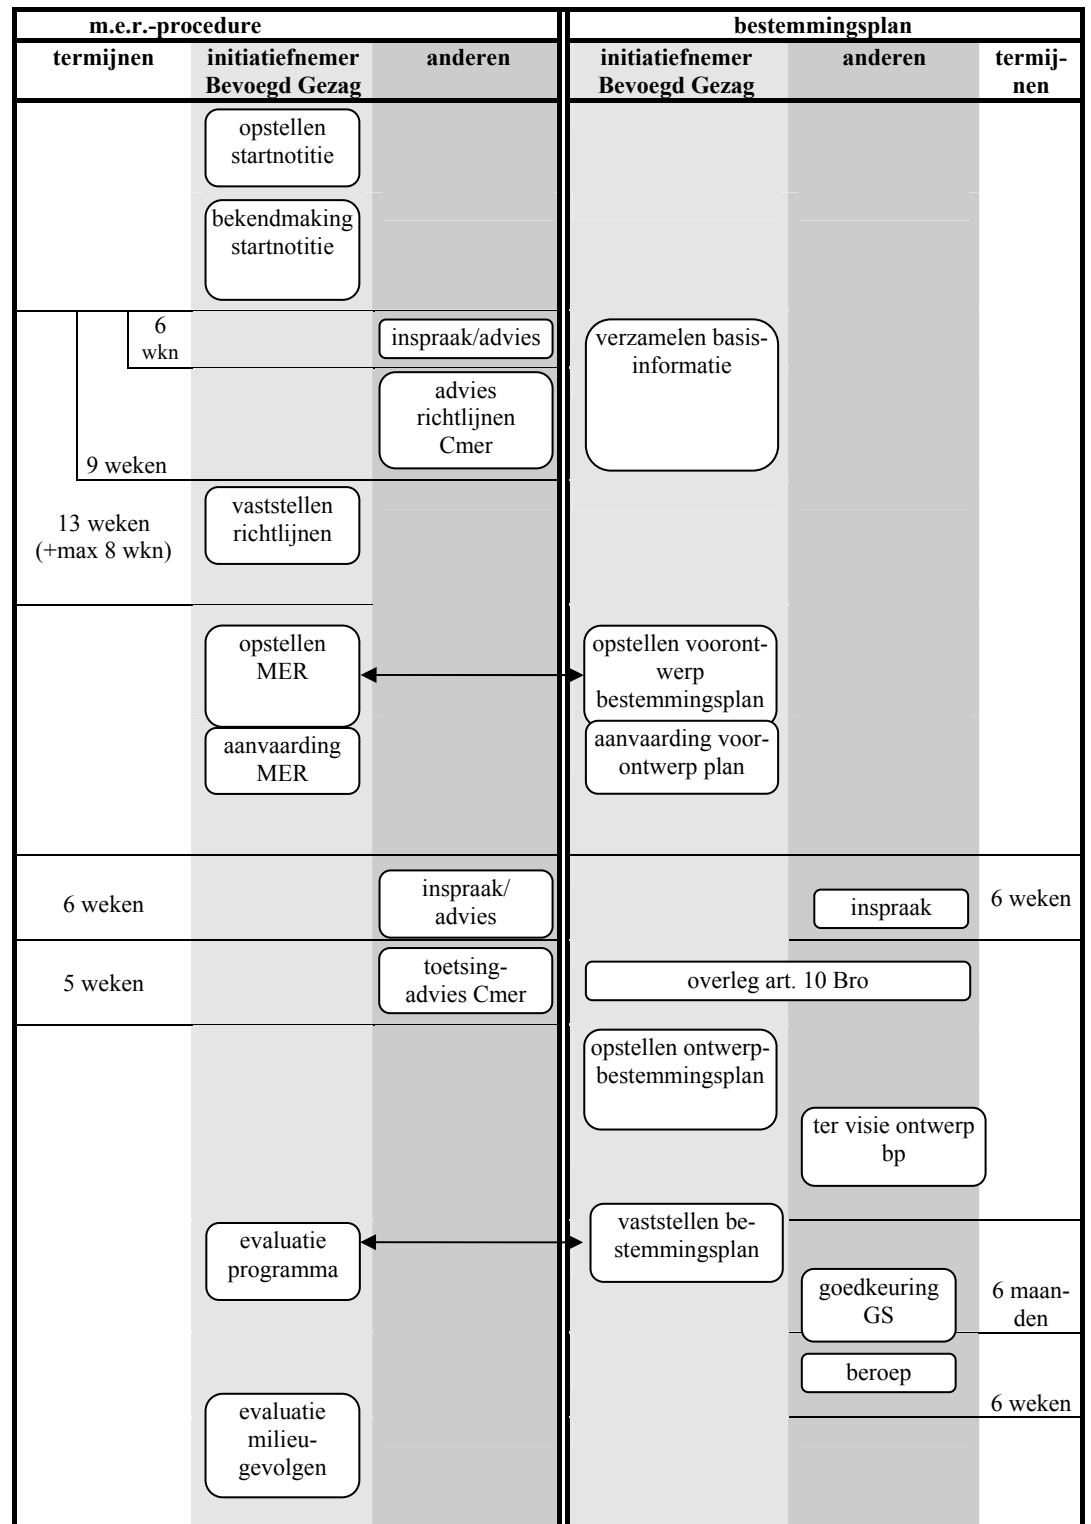 m.e.r.-procedure
bestemmingsplan
termijnen
initiatiefnemer
Bevoegd Gezag
anderen
initiatiefnemer
Bevoegd Gezag
anderen
termij-
nen
opstellen
startnotitie
bekendmaking
startnotitie
6
wkn
inspraak/advies
verzamelen basis-
informatie
advies
richtlijnen
Cmer
9 weken
13 weken
(+max 8 wkn)
vaststellen
richtlijnen
opstellen
MER
opstellen vooront-
werp
bestemmingsplan
aanvaarding
MER
aanvaarding voor-
ontwerp plan
6 weken
inspraak/
advies
inspraak
6 weken
5 weken
toetsing-
advies Cmer
overleg art. 10 Bro
opstellen ontwerp-
bestemmingsplan
ter visie ontwerp
bp
evaluatie
programma
vaststellen be-
stemmingsplan
goedkeuring
GS
6 maan-
den
beroep
6 weken
evaluatie
milieu-
gevolgen